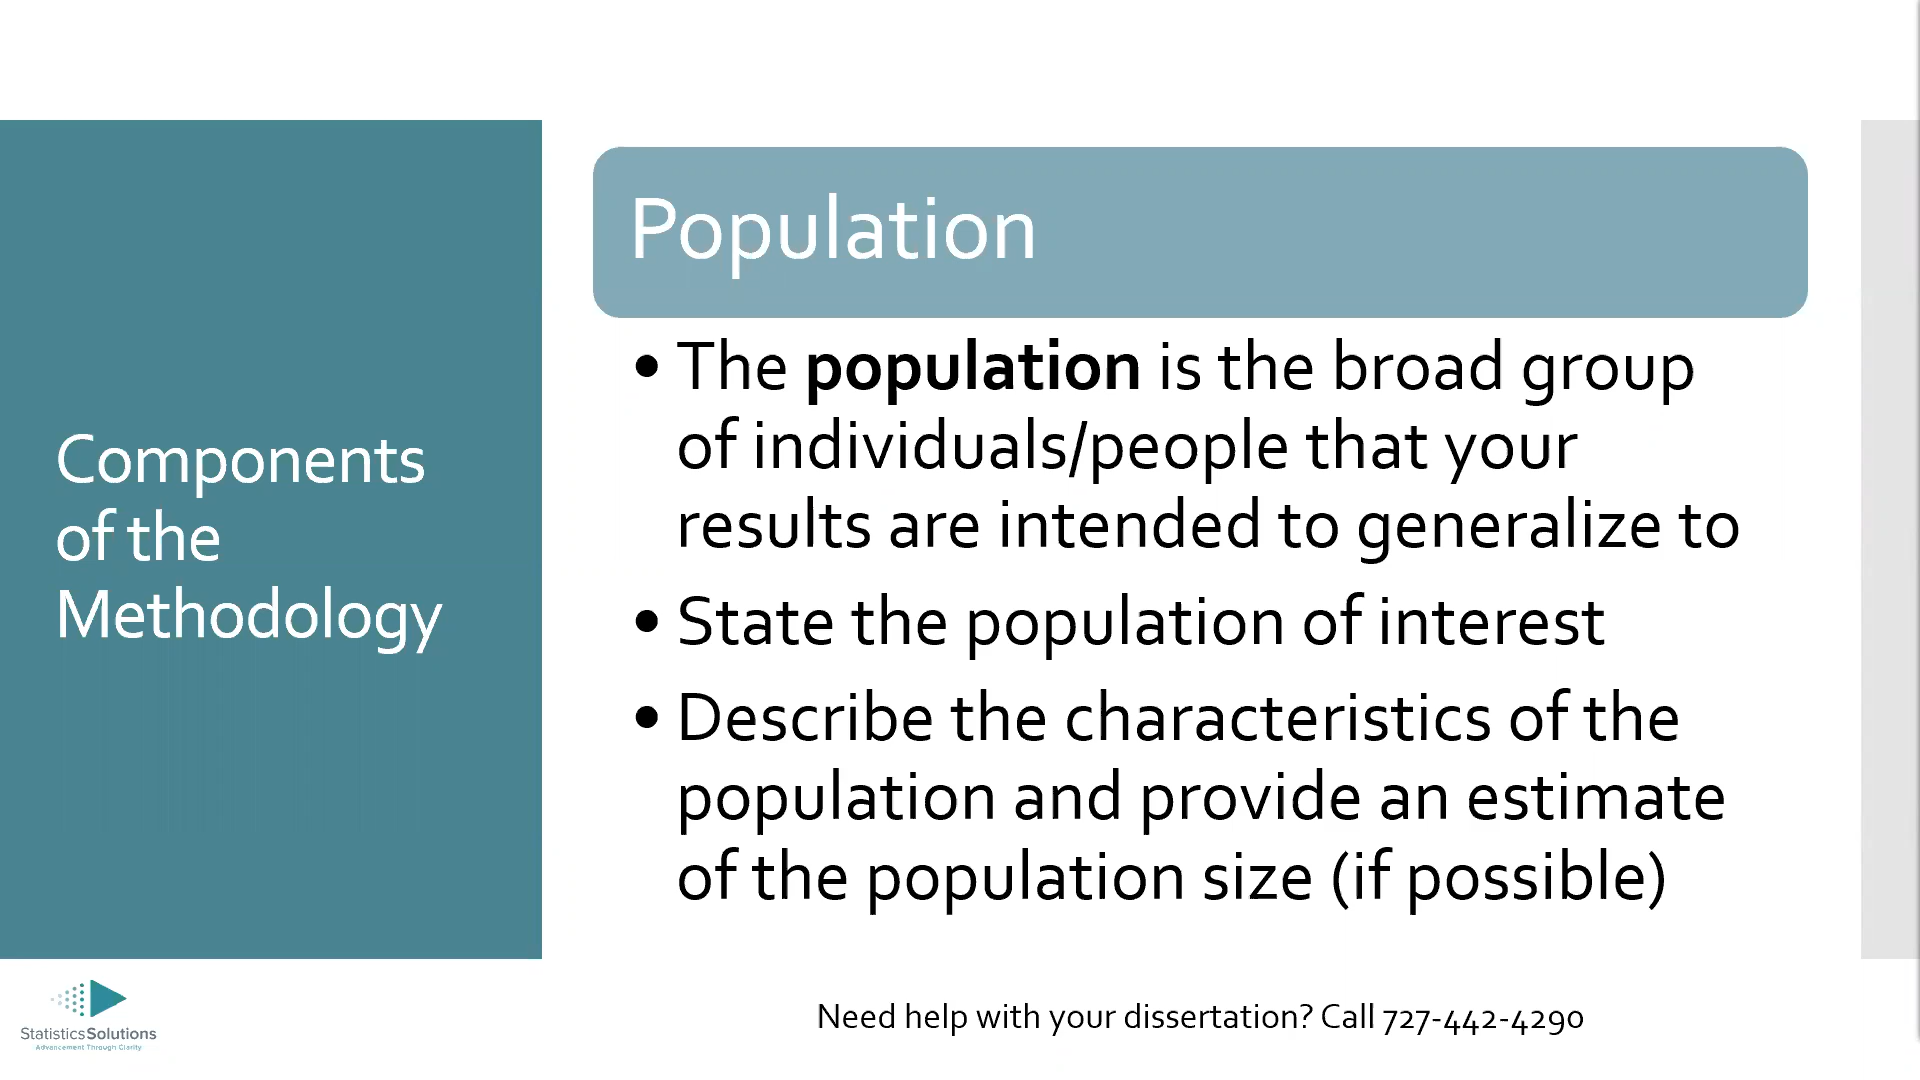 Components
of the
Methodology
Population
• The population is the broad group
of individuals/people that your
results are intended to generalize to
• State the population of interest
• Describe the characteristics of the
population and provide an estimate
of the population size (if possible)
StatisticsSolutions
Advancement Through Clarity
Need help with your dissertation? Call 727-442-4290